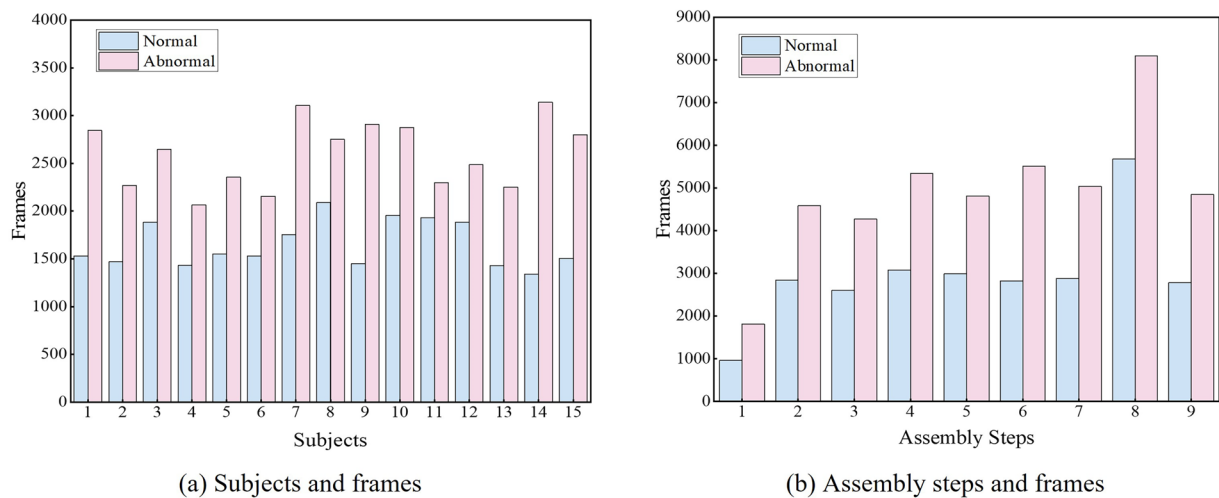 4000
3500
3000
2500
2000
1500
1000
500
0
Frames
Normal
Abnormal
1 2 3 4 5 6 7 8 9 10 11 12 13 14 15
Subjects
(a) Subjects and frames
9000
8000
7000
6000
5000
4000
3000
2000
1000
0
Frames
Normal
Abnormal
1 2 3 4 5 6 7 8 9
Assembly Steps
(b) Assembly steps and frames